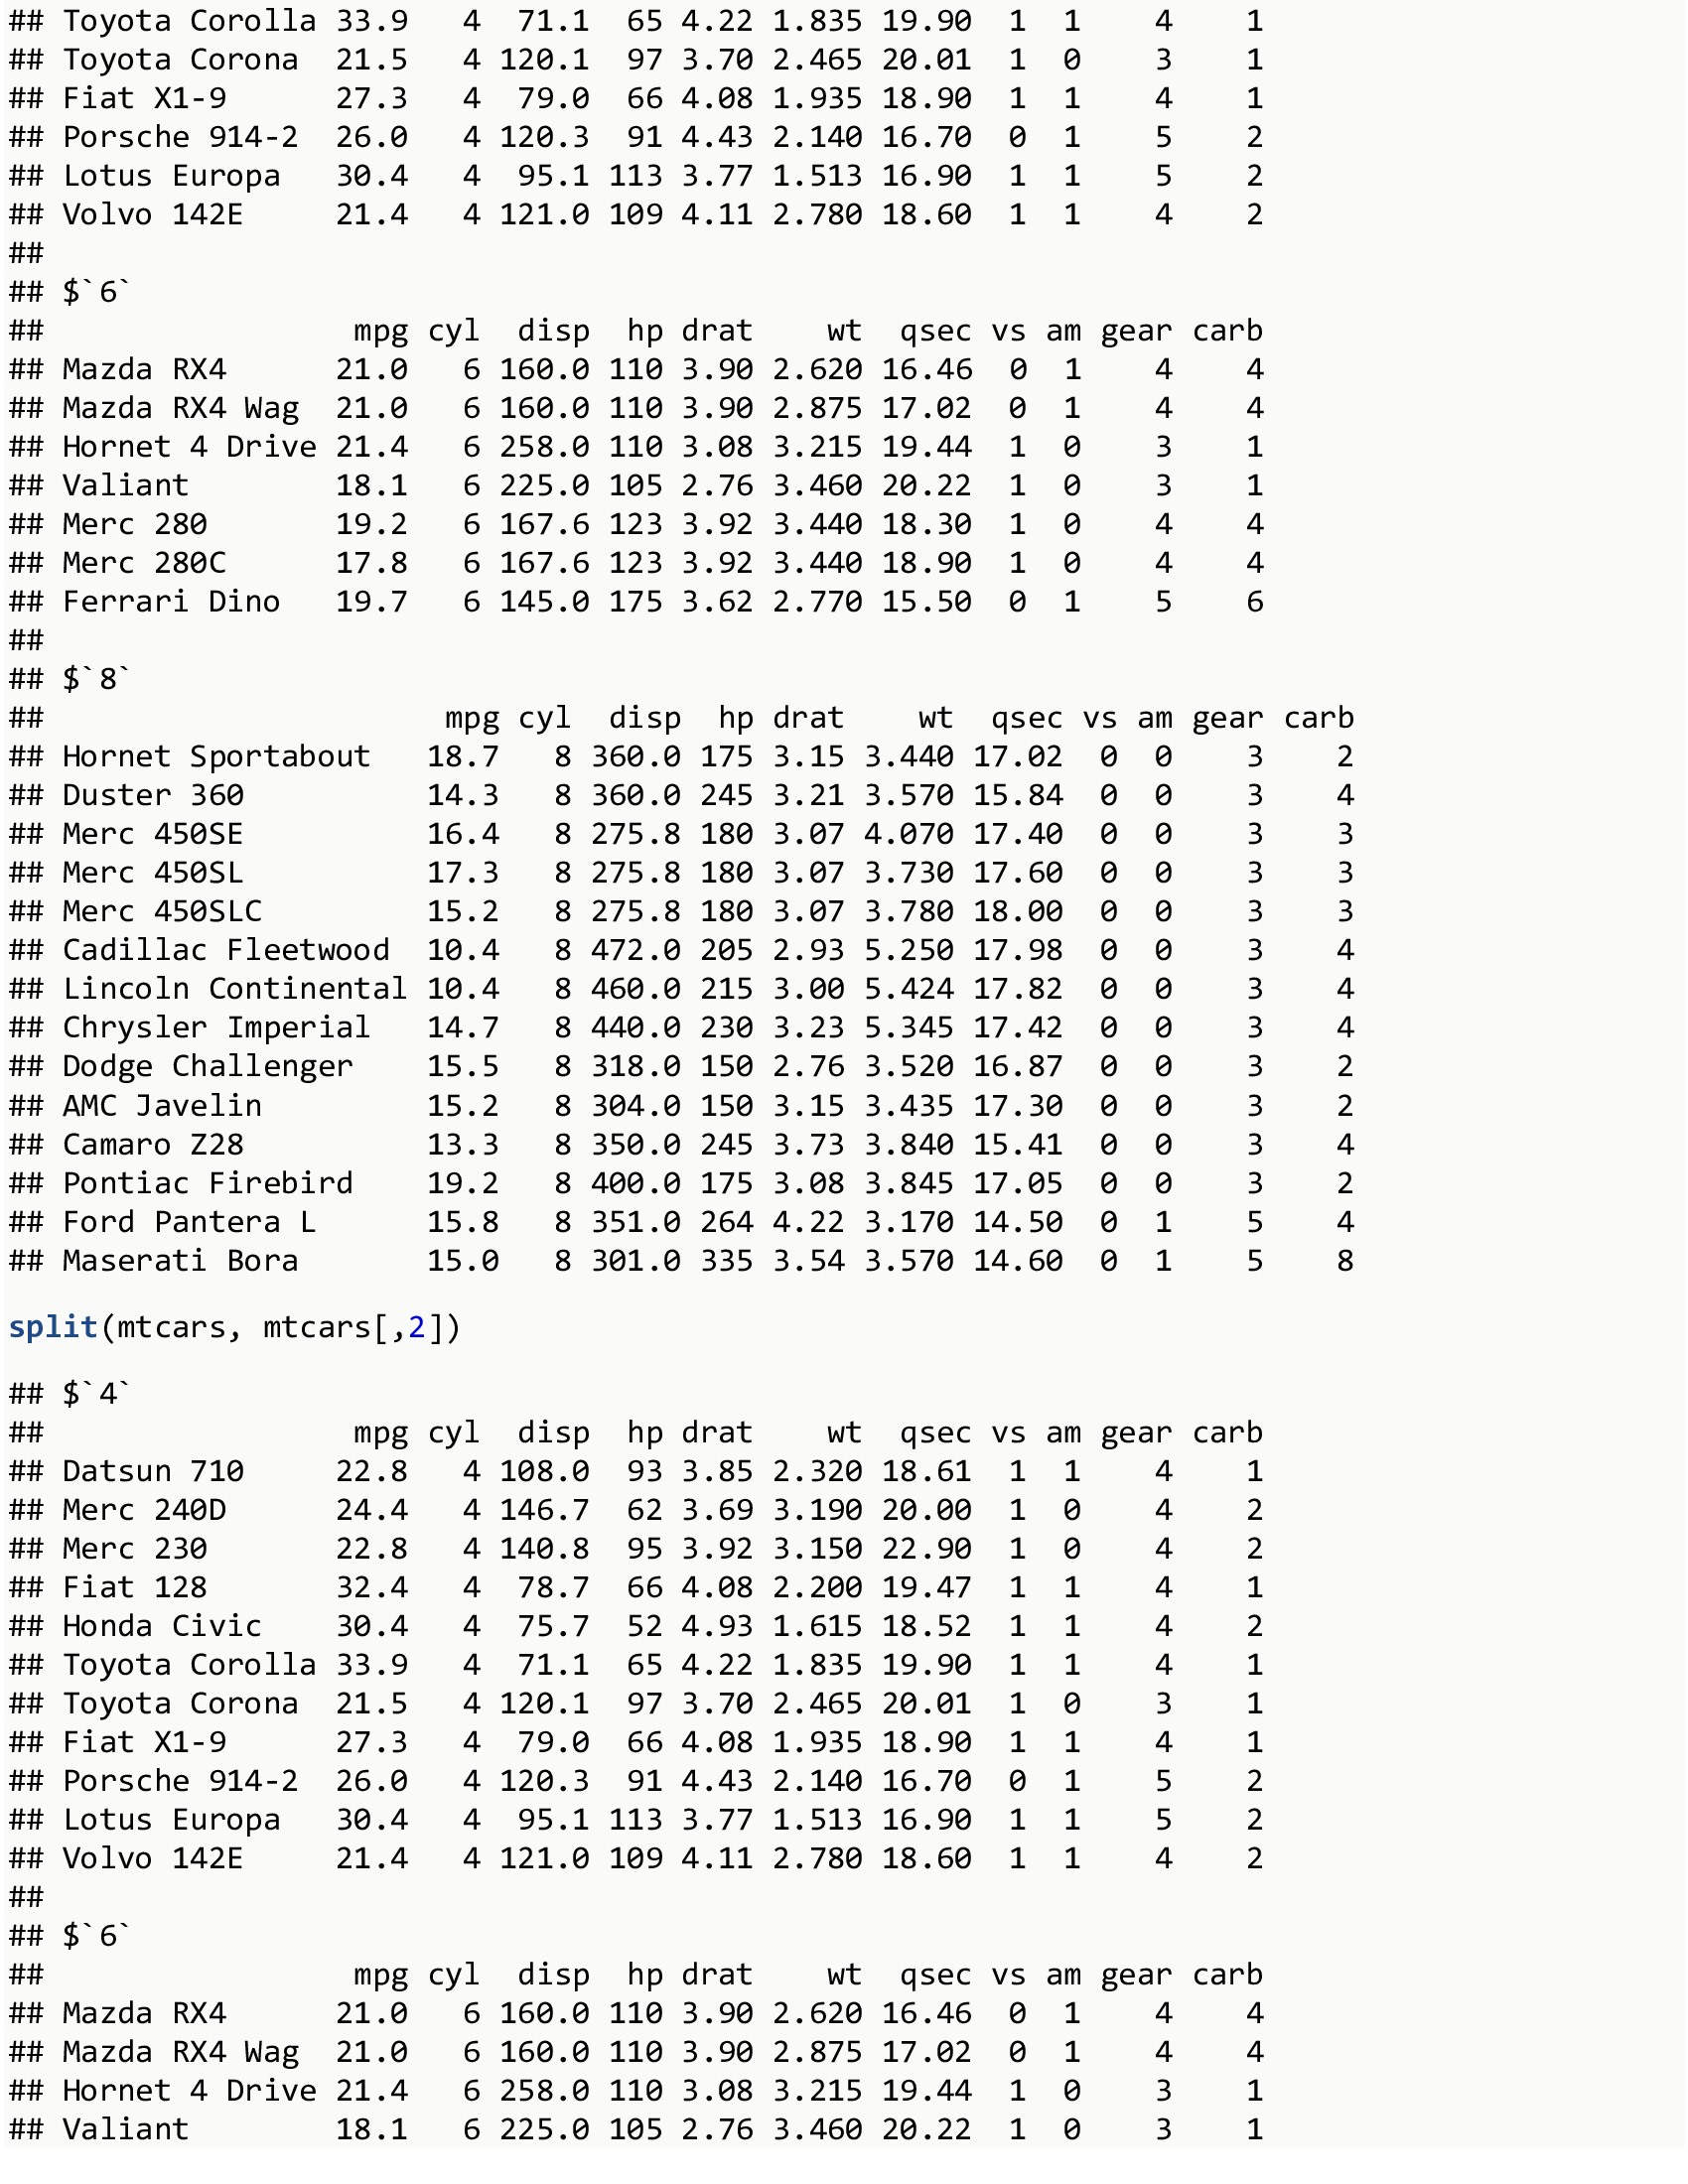 ## Toyota Corolla 33.9   4  71.1  65 4.22 1.835 19.90  1  1    4    1
## Toyota Corona  21.5   4 120.1  97 3.70 2.465 20.01  1  0    3    1
## Fiat X1-9      27.3   4  79.0  66 4.08 1.935 18.90  1  1    4    1
## Porsche 914-2  26.0   4 120.3  91 4.43 2.140 16.70  0  1    5    2
## Lotus Europa   30.4   4  95.1 113 3.77 1.513 16.90  1  1    5    2
## Volvo 142E     21.4   4 121.0 109 4.11 2.780 18.60  1  1    4    2
##
## $`6`
##                 mpg cyl  disp  hp drat    wt  qsec vs am gear carb
## Mazda RX4      21.0   6 160.0 110 3.90 2.620 16.46  0  1    4    4
## Mazda RX4 Wag  21.0   6 160.0 110 3.90 2.875 17.02  0  1    4    4
## Hornet 4 Drive 21.4   6 258.0 110 3.08 3.215 19.44  1  0    3    1
## Valiant        18.1   6 225.0 105 2.76 3.460 20.22  1  0    3    1
## Merc 280       19.2   6 167.6 123 3.92 3.440 18.30  1  0    4    4
## Merc 280C      17.8   6 167.6 123 3.92 3.440 18.90  1  0    4    4
## Ferrari Dino   19.7   6 145.0 175 3.62 2.770 15.50  0  1    5    6
##
## $`8`
##                      mpg cyl  disp  hp drat    wt  qsec vs am gear carb
## Hornet Sportabout   18.7   8 360.0 175 3.15 3.440 17.02  0  0    3    2
## Duster 360          14.3   8 360.0 245 3.21 3.570 15.84  0  0    3    4
## Merc 450SE          16.4   8 275.8 180 3.07 4.070 17.40  0  0    3    3
## Merc 450SL          17.3   8 275.8 180 3.07 3.730 17.60  0  0    3    3
## Merc 450SLC         15.2   8 275.8 180 3.07 3.780 18.00  0  0    3    3
## Cadillac Fleetwood  10.4   8 472.0 205 2.93 5.250 17.98  0  0    3    4
## Lincoln Continental 10.4   8 460.0 215 3.00 5.424 17.82  0  0    3    4
## Chrysler Imperial   14.7   8 440.0 230 3.23 5.345 17.42  0  0    3    4
## Dodge Challenger    15.5   8 318.0 150 2.76 3.520 16.87  0  0    3    2
## AMC Javelin         15.2   8 304.0 150 3.15 3.435 17.30  0  0    3    2
## Camaro Z28          13.3   8 350.0 245 3.73 3.840 15.41  0  0    3    4
## Pontiac Firebird    19.2   8 400.0 175 3.08 3.845 17.05  0  0    3    2
## Ford Pantera L      15.8   8 351.0 264 4.22 3.170 14.50  0  1    5    4
## Maserati Bora       15.0   8 301.0 335 3.54 3.570 14.60  0  1    5    8
split(mtcars, mtcars[,2])
## $`4`
##                 mpg cyl  disp  hp drat    wt  qsec vs am gear carb
## Datsun 710     22.8   4 108.0  93 3.85 2.320 18.61  1  1    4    1
## Merc 240D      24.4   4 146.7  62 3.69 3.190 20.00  1  0    4    2
## Merc 230       22.8   4 140.8  95 3.92 3.150 22.90  1  0    4    2
## Fiat 128       32.4   4  78.7  66 4.08 2.200 19.47  1  1    4    1
## Honda Civic    30.4   4  75.7  52 4.93 1.615 18.52  1  1    4    2
## Toyota Corolla 33.9   4  71.1  65 4.22 1.835 19.90  1  1    4    1
## Toyota Corona  21.5   4 120.1  97 3.70 2.465 20.01  1  0    3    1
## Fiat X1-9      27.3   4  79.0  66 4.08 1.935 18.90  1  1    4    1
## Porsche 914-2  26.0   4 120.3  91 4.43 2.140 16.70  0  1    5    2
## Lotus Europa   30.4   4  95.1 113 3.77 1.513 16.90  1  1    5    2
## Volvo 142E     21.4   4 121.0 109 4.11 2.780 18.60  1  1    4    2
##
## $`6`
##                 mpg cyl  disp  hp drat    wt  qsec vs am gear carb
## Mazda RX4      21.0   6 160.0 110 3.90 2.620 16.46  0  1    4    4
## Mazda RX4 Wag  21.0   6 160.0 110 3.90 2.875 17.02  0  1    4    4
## Hornet 4 Drive 21.4   6 258.0 110 3.08 3.215 19.44  1  0    3    1
## Valiant        18.1   6 225.0 105 2.76 3.460 20.22  1  0    3    1